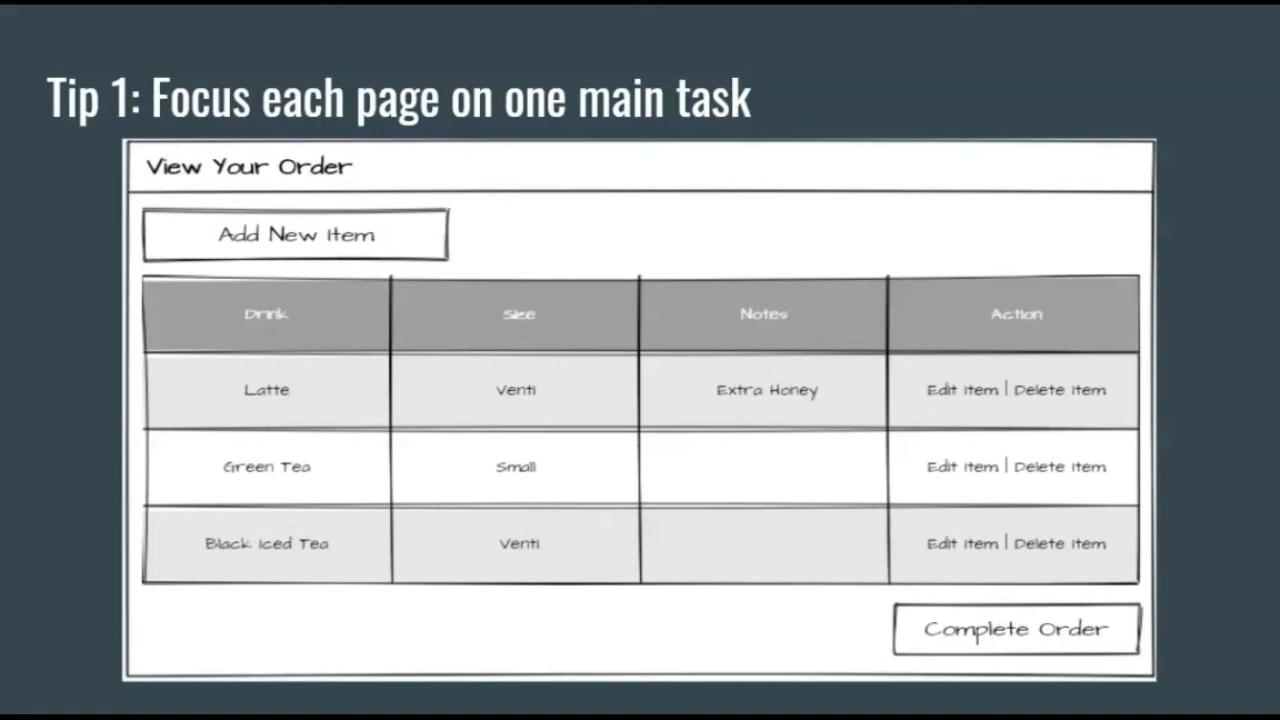 Tip 1: Focus each page on one main task
View Your Order
Add New Item
Drink Size Notes Action
Latte Venti Extra Honey Edit Item | Delete Item
Green Tea Small Edit Item | Delete Item
Black Iced Tea Venti Edit Item | Delete Item
Complete Order